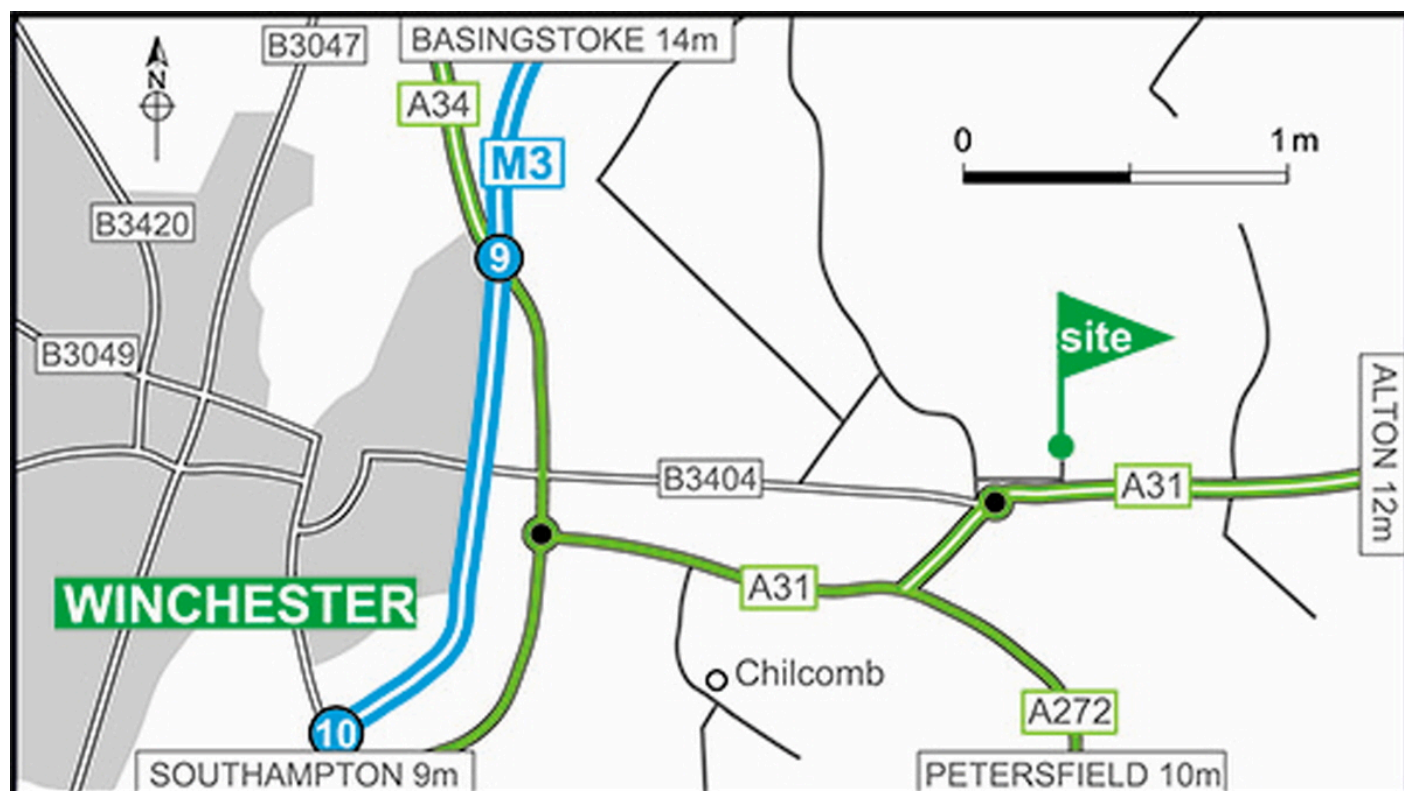 B3047
BASINGSTOKE 14m
N
A34
M3
0
1m
B3420
9
site
B3049
ALTON 12m
B3404
A31
A31
WINCHESTER
Chilcomb
A272
10
SOUTHAMPTON 9m
PETERSFIELD 10m